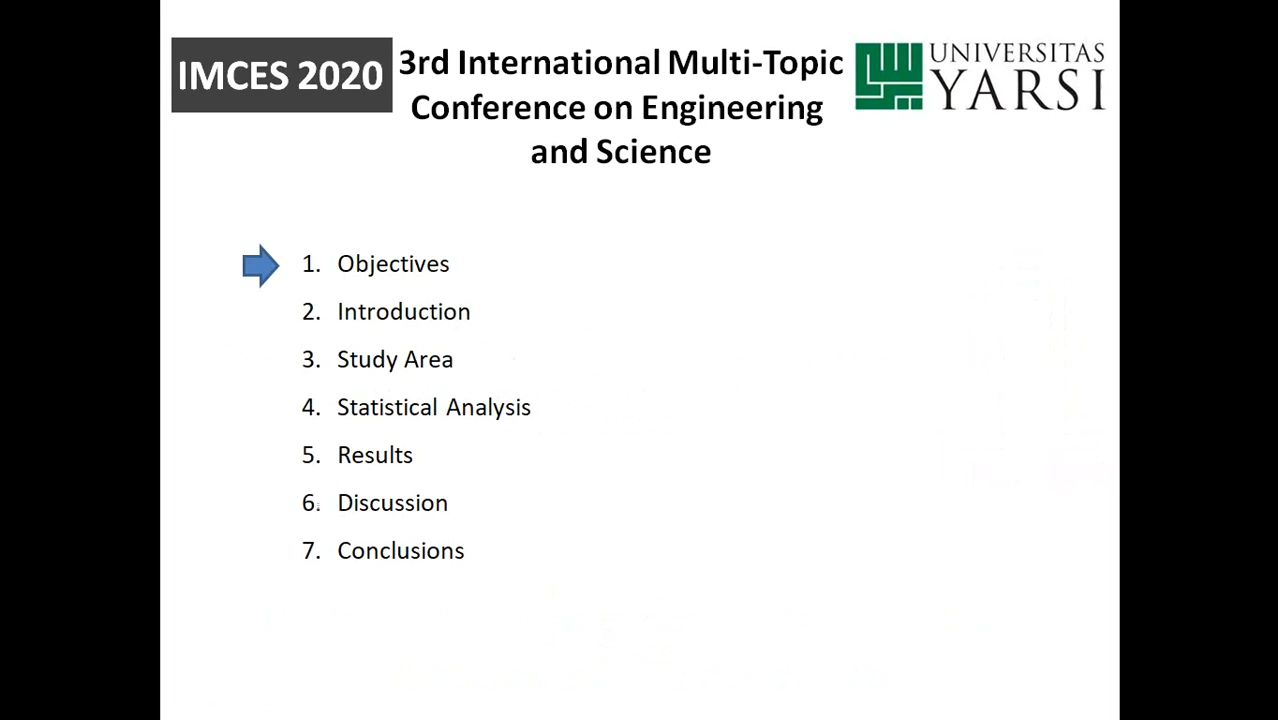 IMCES 2020
3rd International Multi-Topic
Conference on Engineering
and Science
UNIVERSITAS
YARSI
1. Objectives
2. Introduction
3. Study Area
4. Statistical Analysis
5. Results
6. Discussion
7. Conclusions